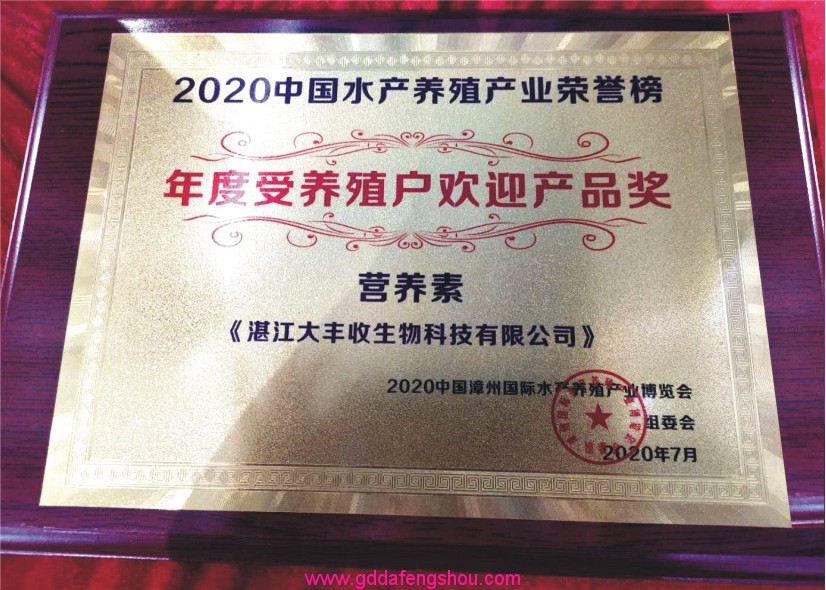 2020中国水产养殖产业荣誉榜
年度受养殖户欢迎产品奖
营养素
《湛江大丰收生物科技有限公司》
2020中国漳州国际水产养殖产业博览会
组委会
2020年7月
www.gddafengshou.com